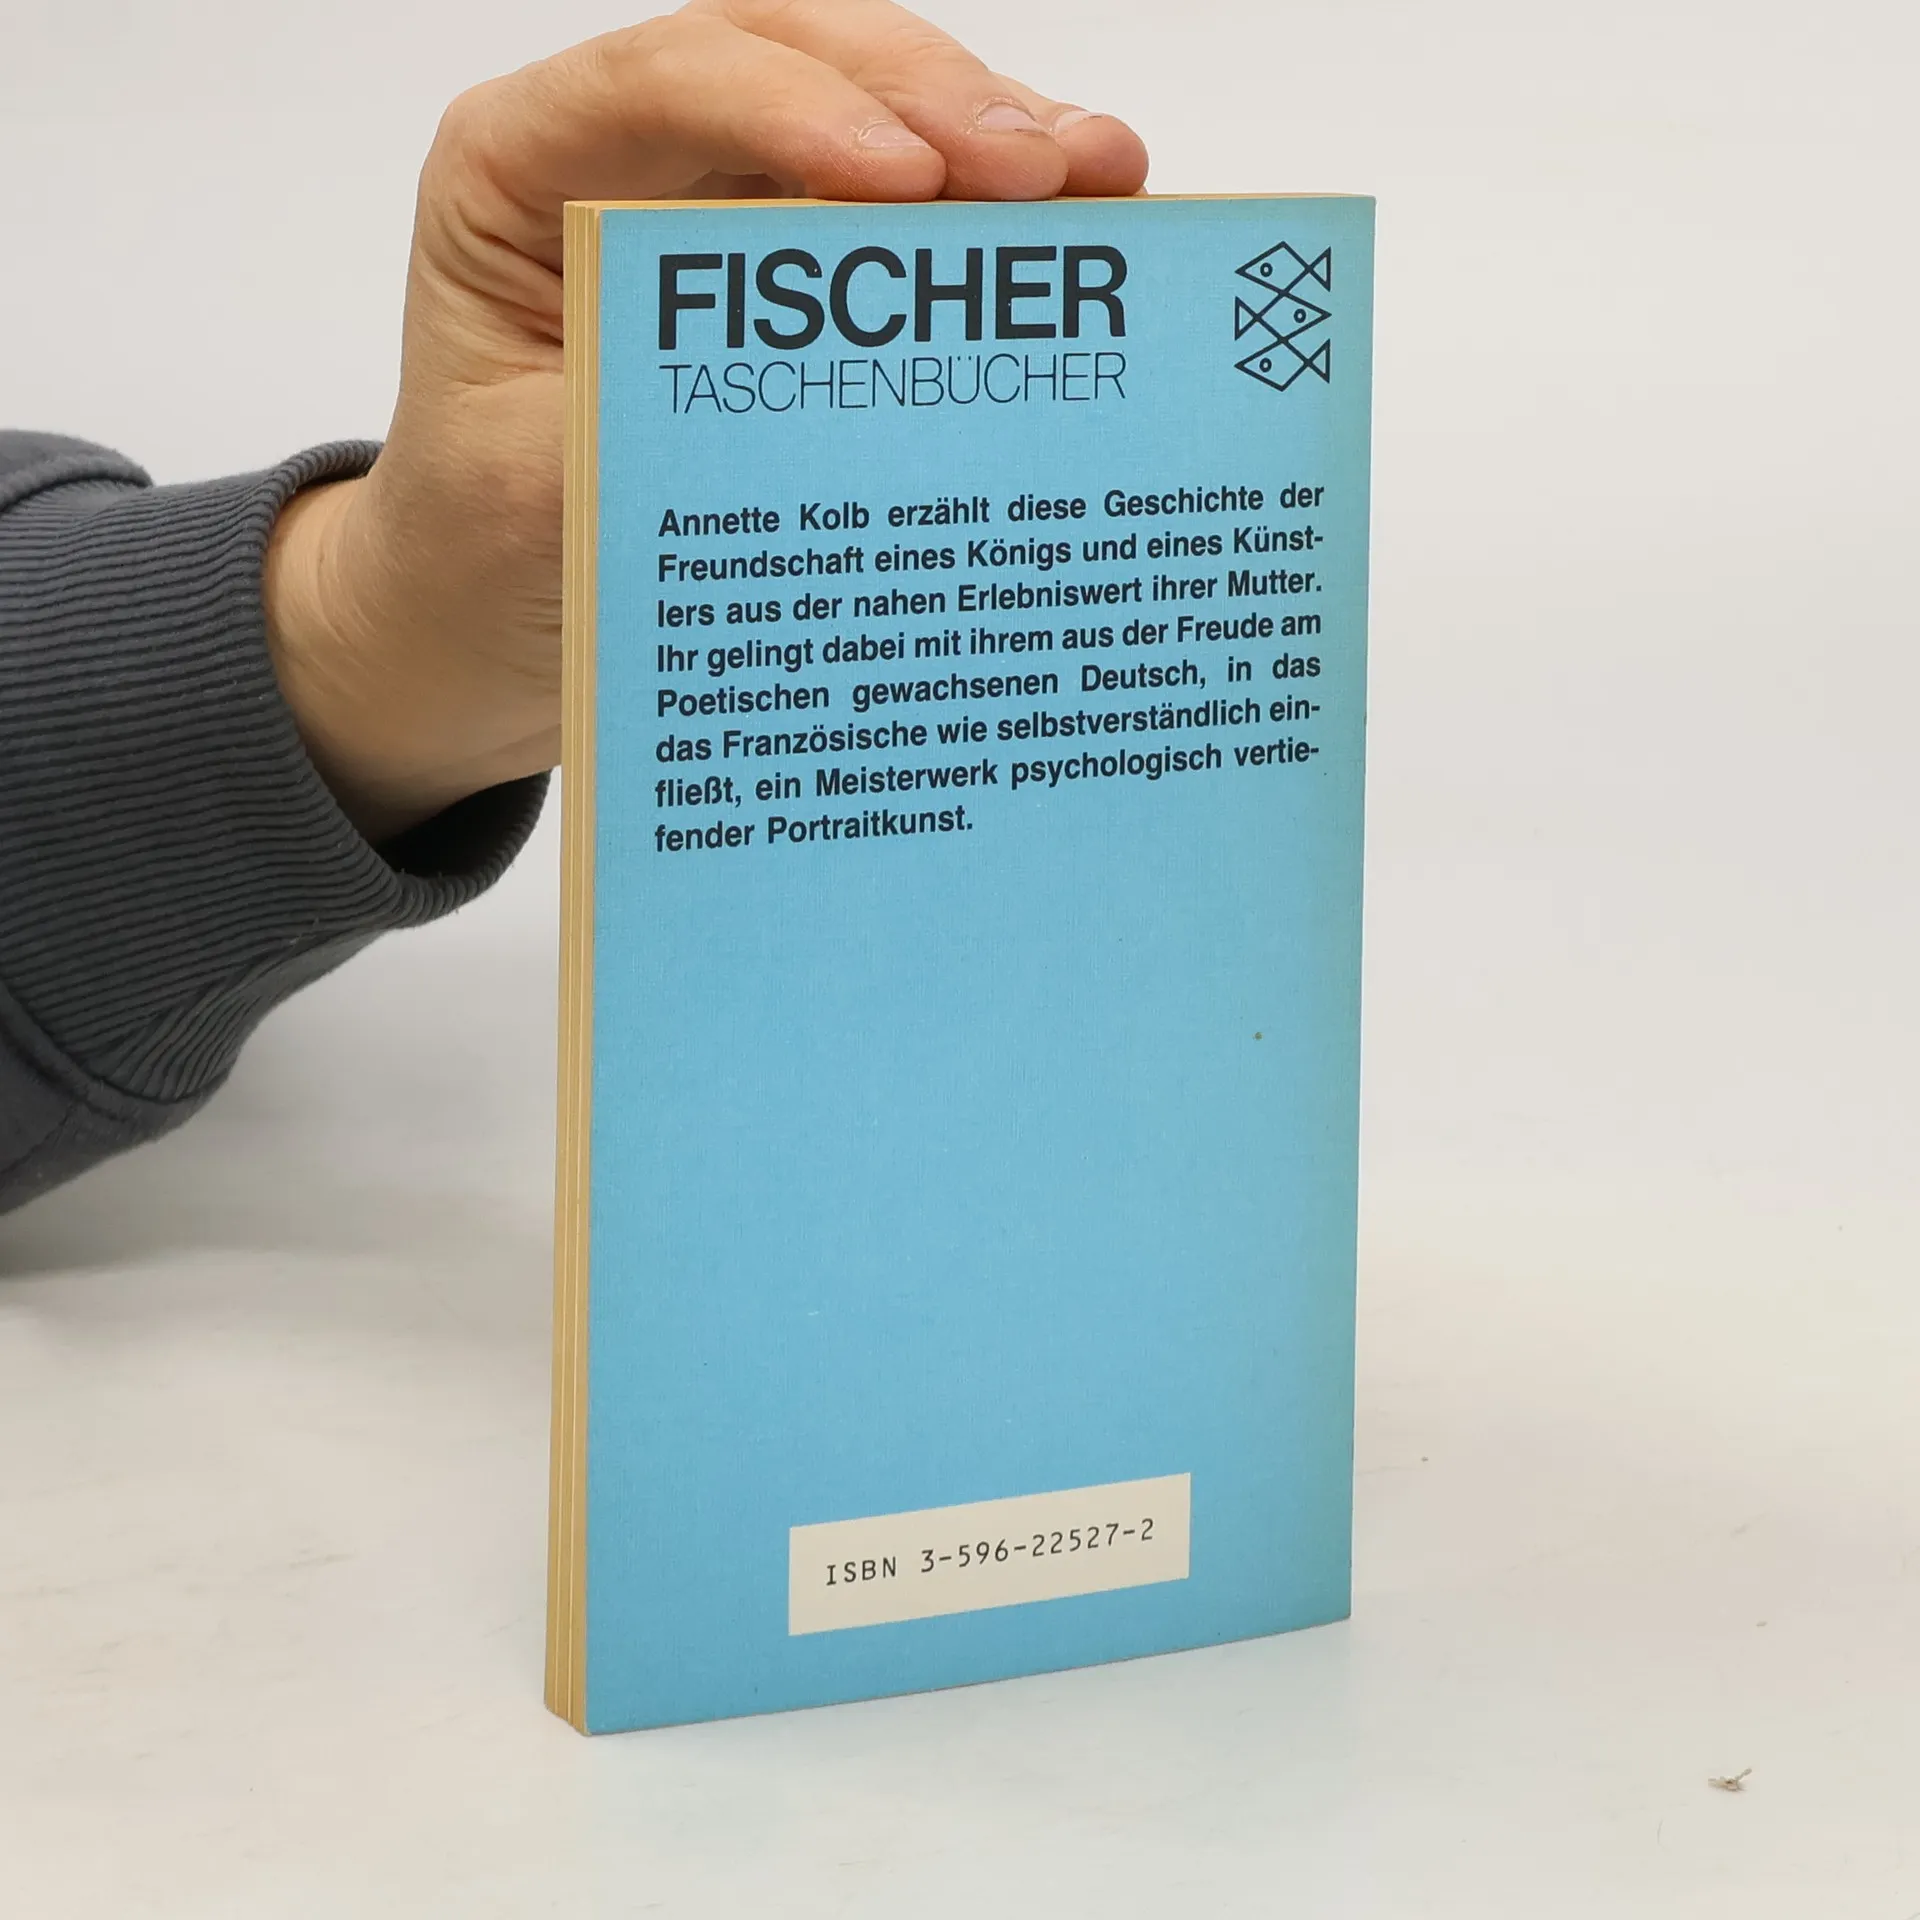 FISCHER
TASCHENBÜCHER
Annette Kolb erzählt diese Geschichte der
Freundschaft eines Königs und eines Künst-
lers aus der nahen Erlebniswert ihrer Mutter.
Ihr gelingt dabei mit ihrem aus der Freude am
Poetischen gewachsenen Deutsch, in das
das Französische wie selbstverständlich ein-
fließt, ein Meisterwerk psychologisch vertie-
fender Portraitkunst.
ISBN 3-596-22527-2